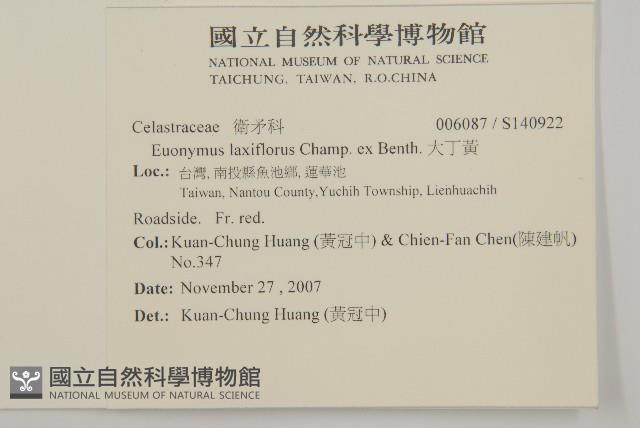 國立自然科學博物館
NATIONAL MUSEUM OF NATURAL SCIENCE
TAICHUNG, TAIWAN, R.O.CHINA
Celastraceae 衛矛科 006087 / S140922
Euonymus laxiflorus Champ. ex Benth. 大丁黃
Loc.: 台灣, 南投縣魚池鄉, 蓮華池
Taiwan, Nantou County,Yuchih Township, Lienhuachih
Roadside. Fr. red.
Col.: Kuan-Chung Huang (黃冠中) & Chien-Fan Chen(陳建帆)
No.347
Date: November 27 , 2007
Det.: Kuan-Chung Huang (黃冠中)
國立自然科學博物館
NATIONAL MUSEUM OF NATURAL SCIENCE